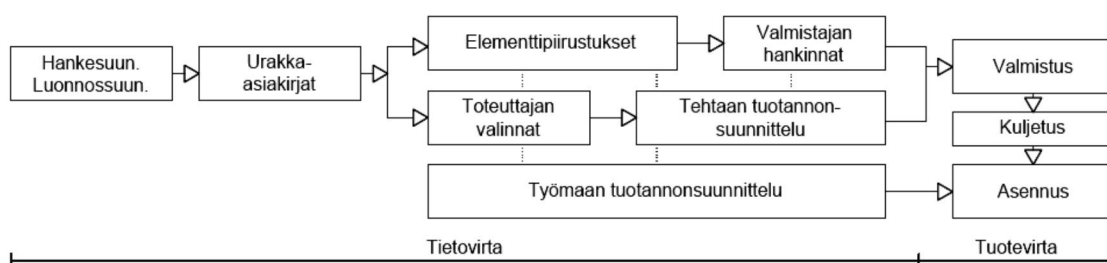 Hankesuun.
Luonnossuun.
Urakka-
asiakirjat
Elementtipiirustukset
Valmistajan
hankinnat
Toteuttajan
valinnat
Tehtaan tuotannon-
suunnittelu
Työmaan tuotannonsuunnittelu
Valmistus
Kuljetus
Asennus
Tietovirta
Tuotevirta